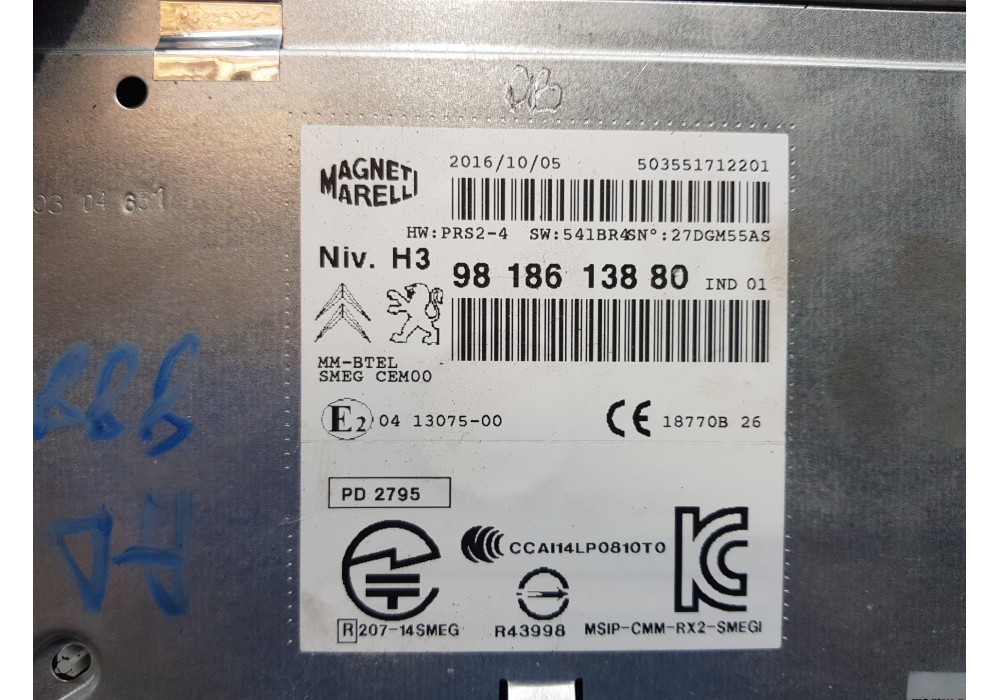 2016/10/05 503551712201
MAGNETI
MARELLI
HW:PRS2-4 SW:541BR4SN°:27DGM55AS
Niv. H3
98 186 138 80 IND 01
MM-BTEL
SMEG CEM00
E2 04 13075-00
CE 18770B 26
PD 2795
CCAI14LP0810T0
R 207-14SMEG
R43998
MSIP-CMM-RX2-SMEGI